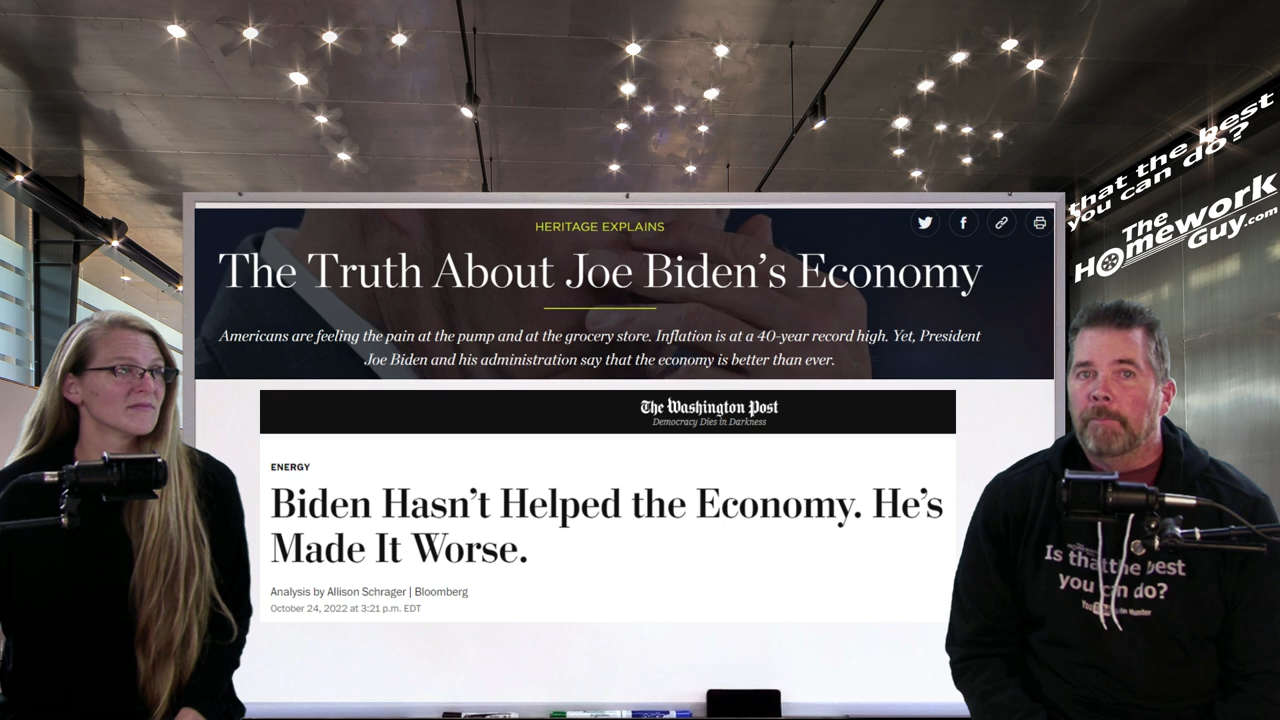 that the best
you can do?
The
Homework
Guy.com
HERITAGE EXPLAINS
The Truth About Joe Biden's Economy
Americans are feeling the pain at the pump and at the grocery store. Inflation is at a 40-year record high. Yet, President
Joe Biden and his administration say that the economy is better than ever.
The Washington Post
Democracy Dies in Darkness
ENERGY
Biden Hasn't Helped the Economy. He's
Made It Worse.
Analysis by Allison Schrager | Bloomberg
October 24, 2022 at 3:21 p.m. EDT
Is that the best
you can do?
Hunter